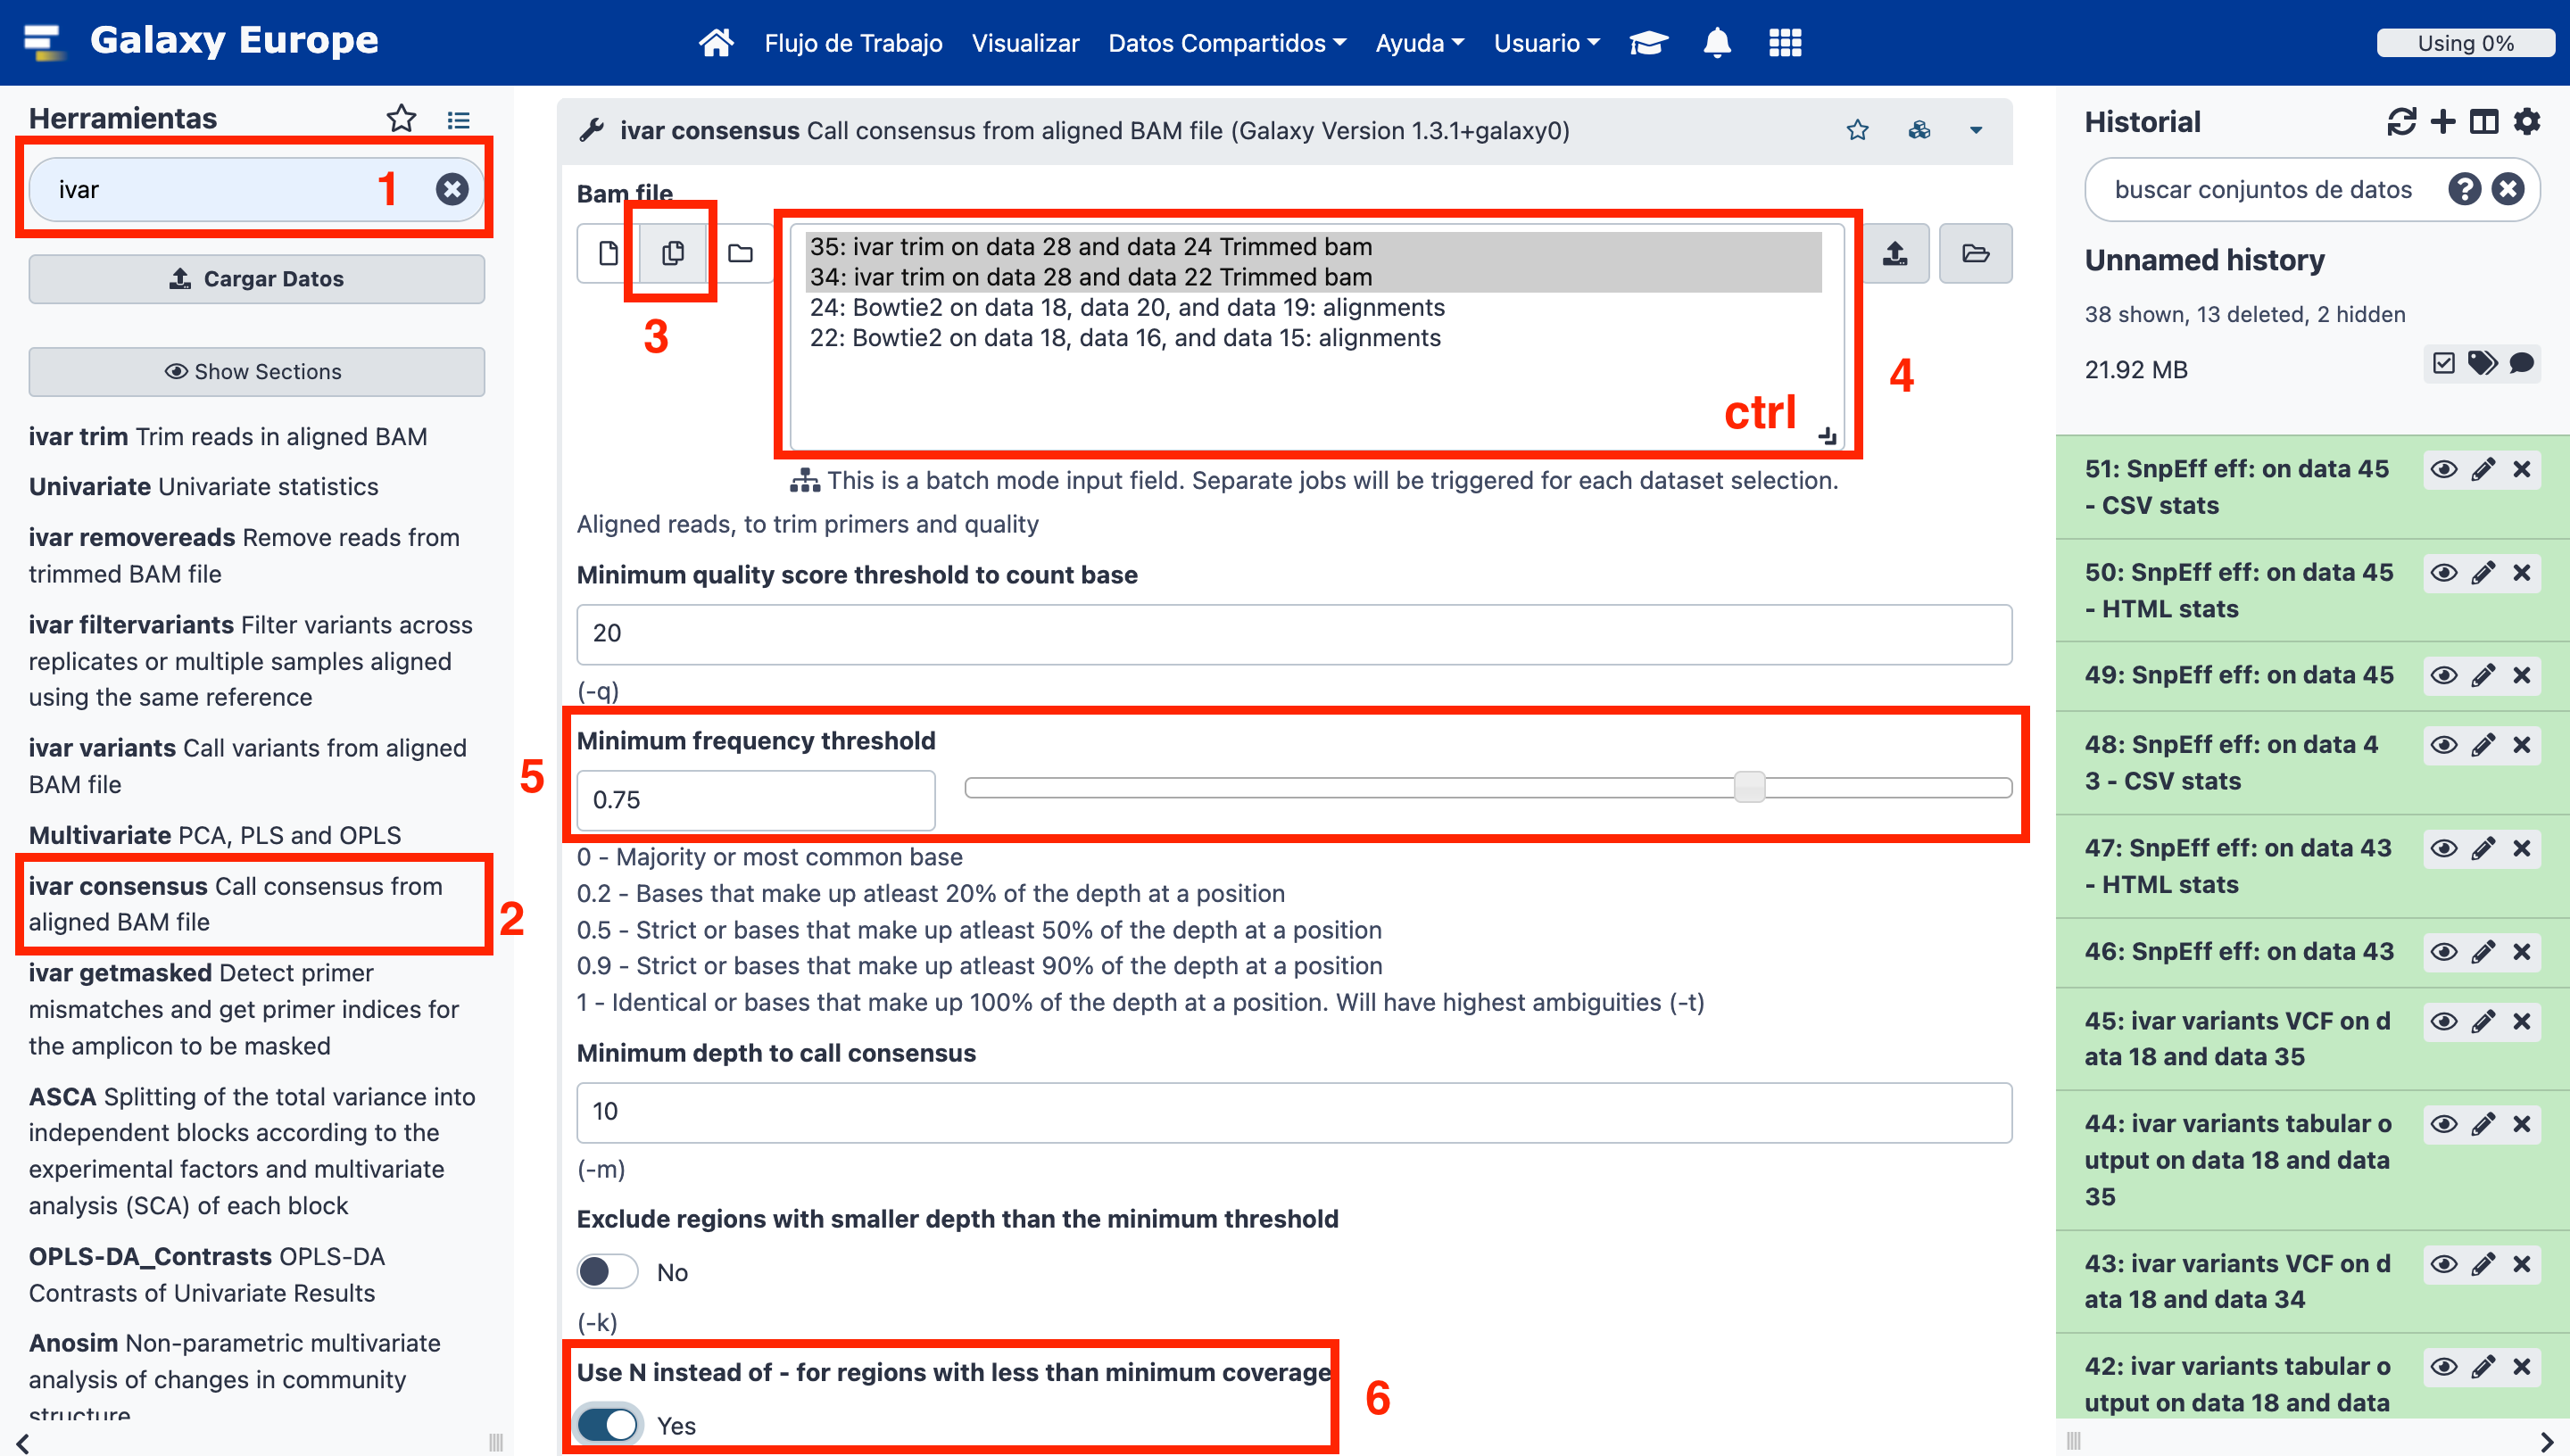 Galaxy Europe
Flujo de Trabajo
Visualizar
Datos Compartidos
Ayuda
Usuario
Using 0%
Herramientas
ivar
1
Cargar Datos
Show Sections
ivar trim Trim reads in aligned BAM
Univariate Univariate statistics
ivar removereads Remove reads from
trimmed BAM file
ivar filtervariants Filter variants across
replicates or multiple samples aligned
using the same reference
ivar variants Call variants from aligned
BAM file
Multivariate PCA, PLS and OPLS
ivar consensus Call consensus from
aligned BAM file
2
ivar getmasked Detect primer
mismatches and get primer indices for
the amplicon to be masked
ASCA Splitting of the total variance into
independent blocks according to the
experimental factors and multivariate
analysis (SCA) of each block
OPLS-DA_Contrasts OPLS-DA
Contrasts of Univariate Results
Anosim Non-parametric multivariate
analysis of changes in community
structure
ivar consensus Call consensus from aligned BAM file (Galaxy Version 1.3.1+galaxy0)
Bam file
3
35: ivar trim on data 28 and data 24 Trimmed bam
34: ivar trim on data 28 and data 22 Trimmed bam
24: Bowtie2 on data 18, data 20, and data 19: alignments
22: Bowtie2 on data 18, data 16, and data 15: alignments
ctrl
4
This is a batch mode input field. Separate jobs will be triggered for each dataset selection.
Aligned reads, to trim primers and quality
Minimum quality score threshold to count base
20
(-q)
5
Minimum frequency threshold
0.75
0 - Majority or most common base
0.2 - Bases that make up atleast 20% of the depth at a position
0.5 - Strict or bases that make up atleast 50% of the depth at a position
0.9 - Strict or bases that make up atleast 90% of the depth at a position
1 - Identical or bases that make up 100% of the depth at a position. Will have highest ambiguities (-t)
Minimum depth to call consensus
10
(-m)
Exclude regions with smaller depth than the minimum threshold
No
(-k)
Use N instead of - for regions with less than minimum coverage
Yes
6
Historial
buscar conjuntos de datos
Unnamed history
38 shown, 13 deleted, 2 hidden
21.92 MB
51: SnpEff eff: on data 45
- CSV stats
50: SnpEff eff: on data 45
- HTML stats
49: SnpEff eff: on data 45
48: SnpEff eff: on data 4
3 - CSV stats
47: SnpEff eff: on data 43
- HTML stats
46: SnpEff eff: on data 43
45: ivar variants VCF on d
ata 18 and data 35
44: ivar variants tabular o
utput on data 18 and data
35
43: ivar variants VCF on d
ata 18 and data 34
42: ivar variants tabular o
utput on data 18 and data